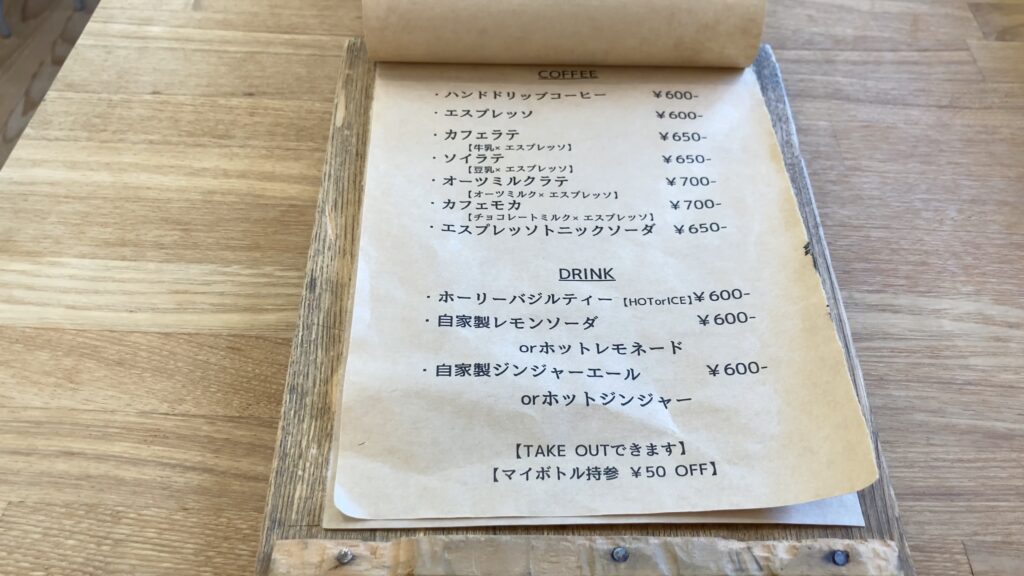 COFFEE
・ハンドドリップコーヒー ￥600-
・エスプレッソ ￥600-
・カフェラテ ￥650-
【牛乳× エスプレッソ】
・ソイラテ ￥650-
【豆乳× エスプレッソ】
・オーツミルクラテ ￥700-
【オーツミルク× エスプレッソ】
・カフェモカ ￥700-
【チョコレートミルク× エスプレッソ】
・エスプレッソトニックソーダ ￥650-
DRINK
・ホーリーバジルティー 【HOTorICE】￥600-
・自家製レモンソーダ ￥600-
orホットレモネード
・自家製ジンジャーエール ￥600-
orホットジンジャー
【TAKE OUTできます】
【マイボトル持参 ￥50 OFF】